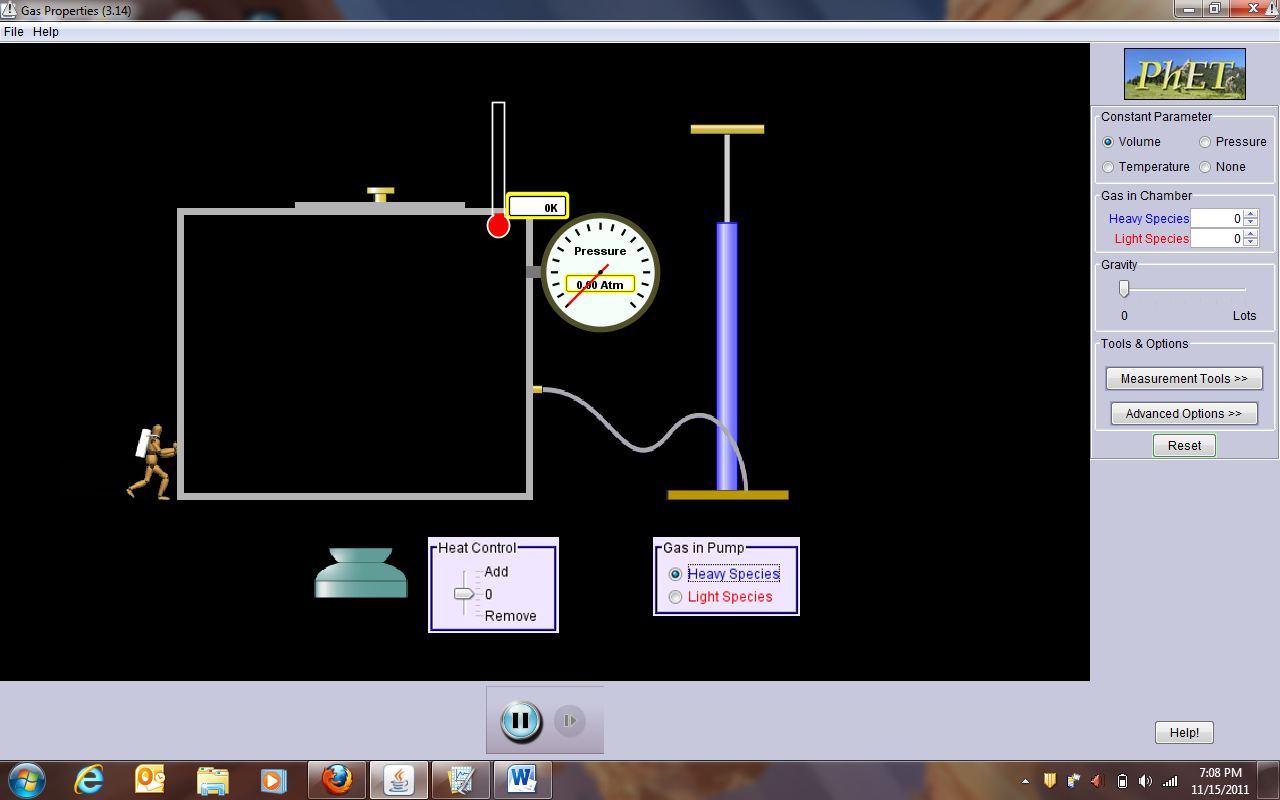 Gas Properties (3.14)
File Help
PhET
Constant Parameter
Volume Pressure
Temperature None
Gas in Chamber
Heavy Species 0
Light Species 0
Gravity
0 Lots
Tools & Options
Measurement Tools >>
Advanced Options >>
Reset
0K
Pressure
0.00 Atm
Heat Control
Add
0
Remove
Gas in Pump
Heavy Species
Light Species
Help!
7:08 PM
11/15/2011